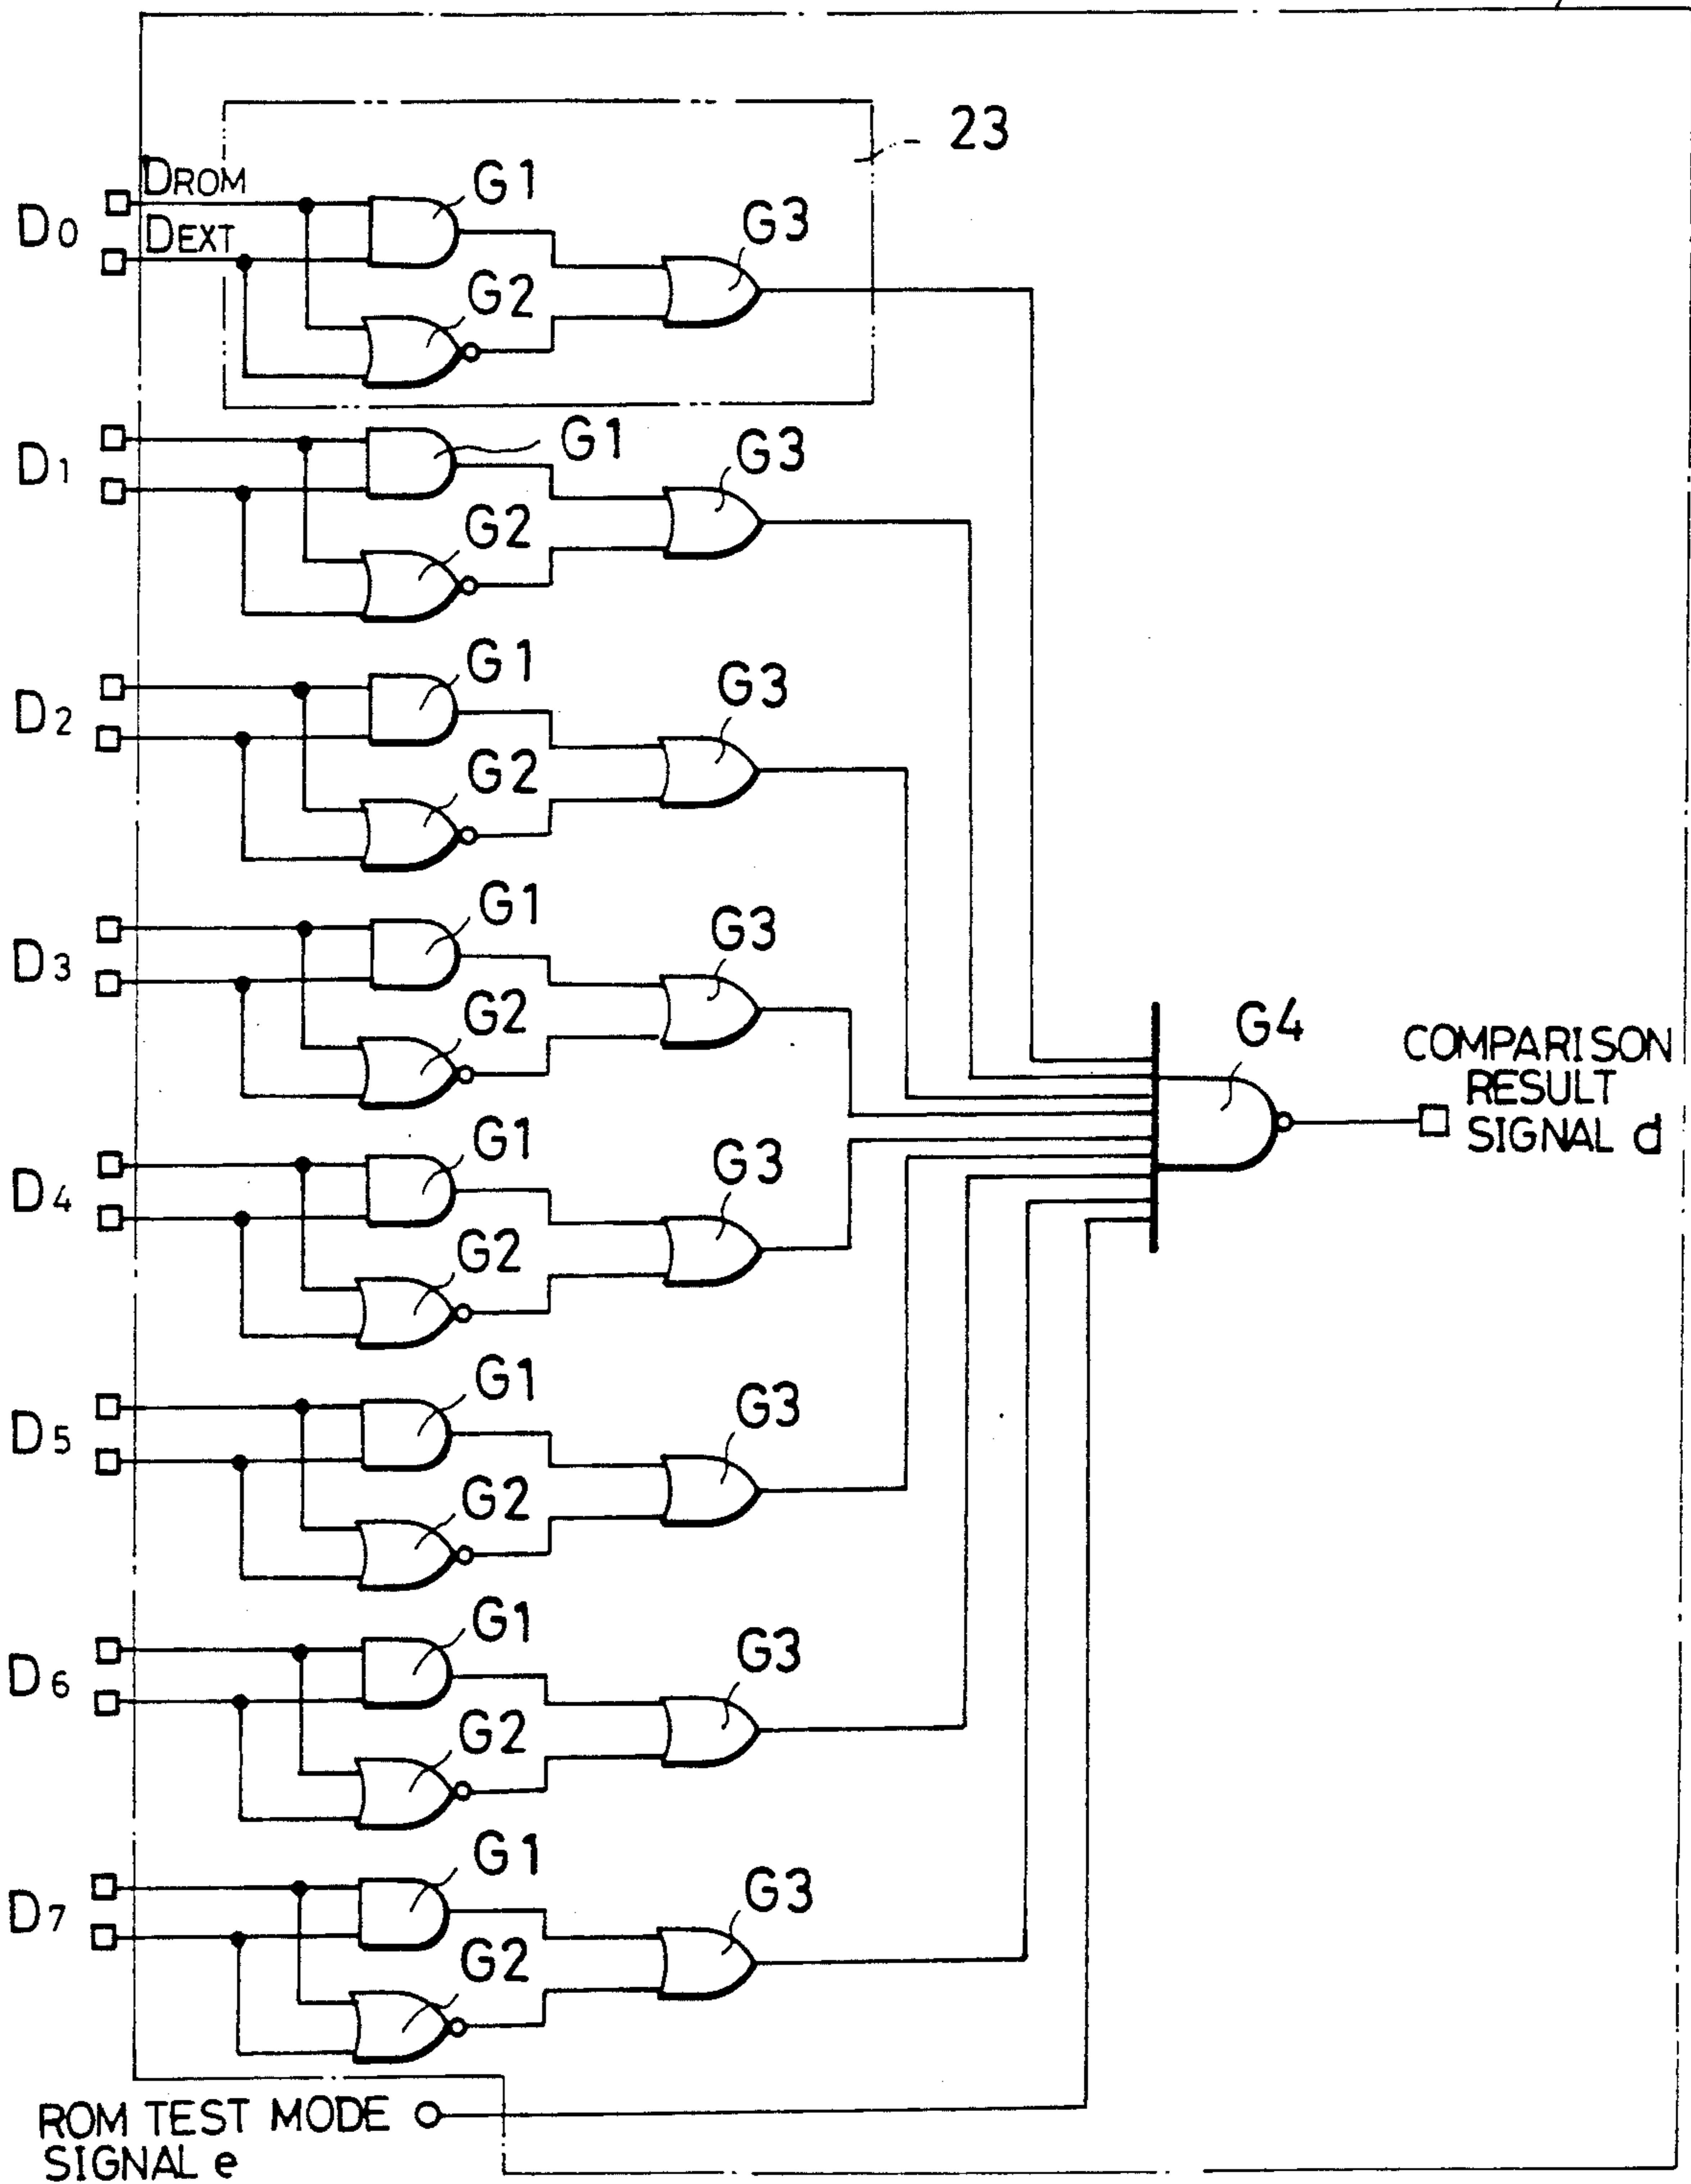 23
DROM
G1
D0
DEXT
G3
G2
G1
G3
D1
G2
G1
G3
D2
G2
G1
G3
D3
G2
G4
COMPARISON
RESULT
SIGNAL d
G1
G3
D4
G2
G1
G3
D5
G2
G1
G3
D6
G2
G1
G3
D7
G2
ROM TEST MODE
SIGNAL e